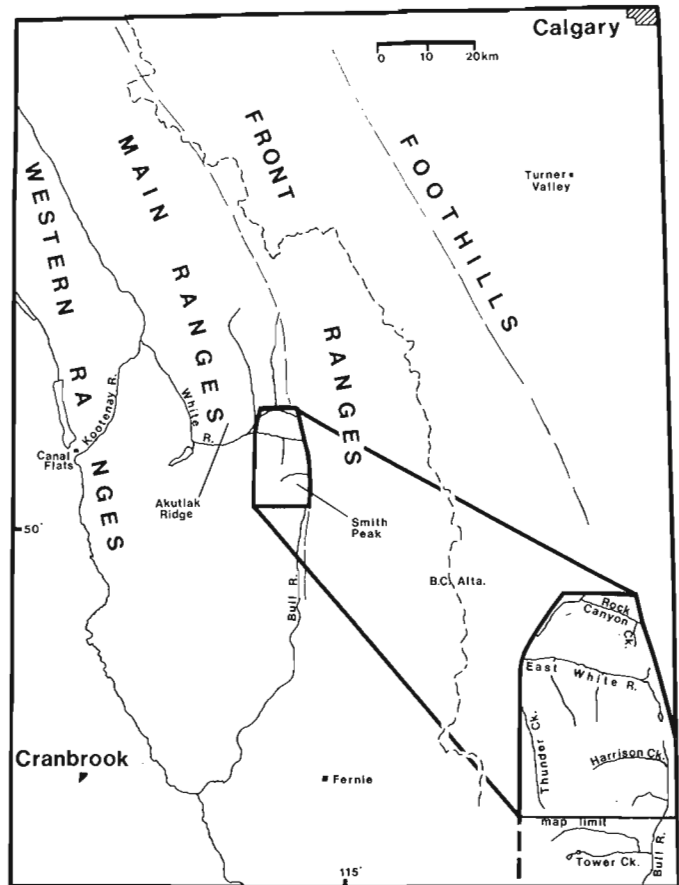 Calgary
0 10 20km
FRONT RANGES
FOOTHILLS
MAIN RANGES
WESTERN RANGES
Turner Valley
Kootenay R.
White R.
Canal Flats
Akutlak Ridge
Smith Peak
50°
B.C. Alta.
Bull R.
Rock Canyon Ck.
East White R.
Thunder Ck.
Harrison Ck.
Cranbrook
Fernie
map limit
Tower Ck.
Bull R.
115°